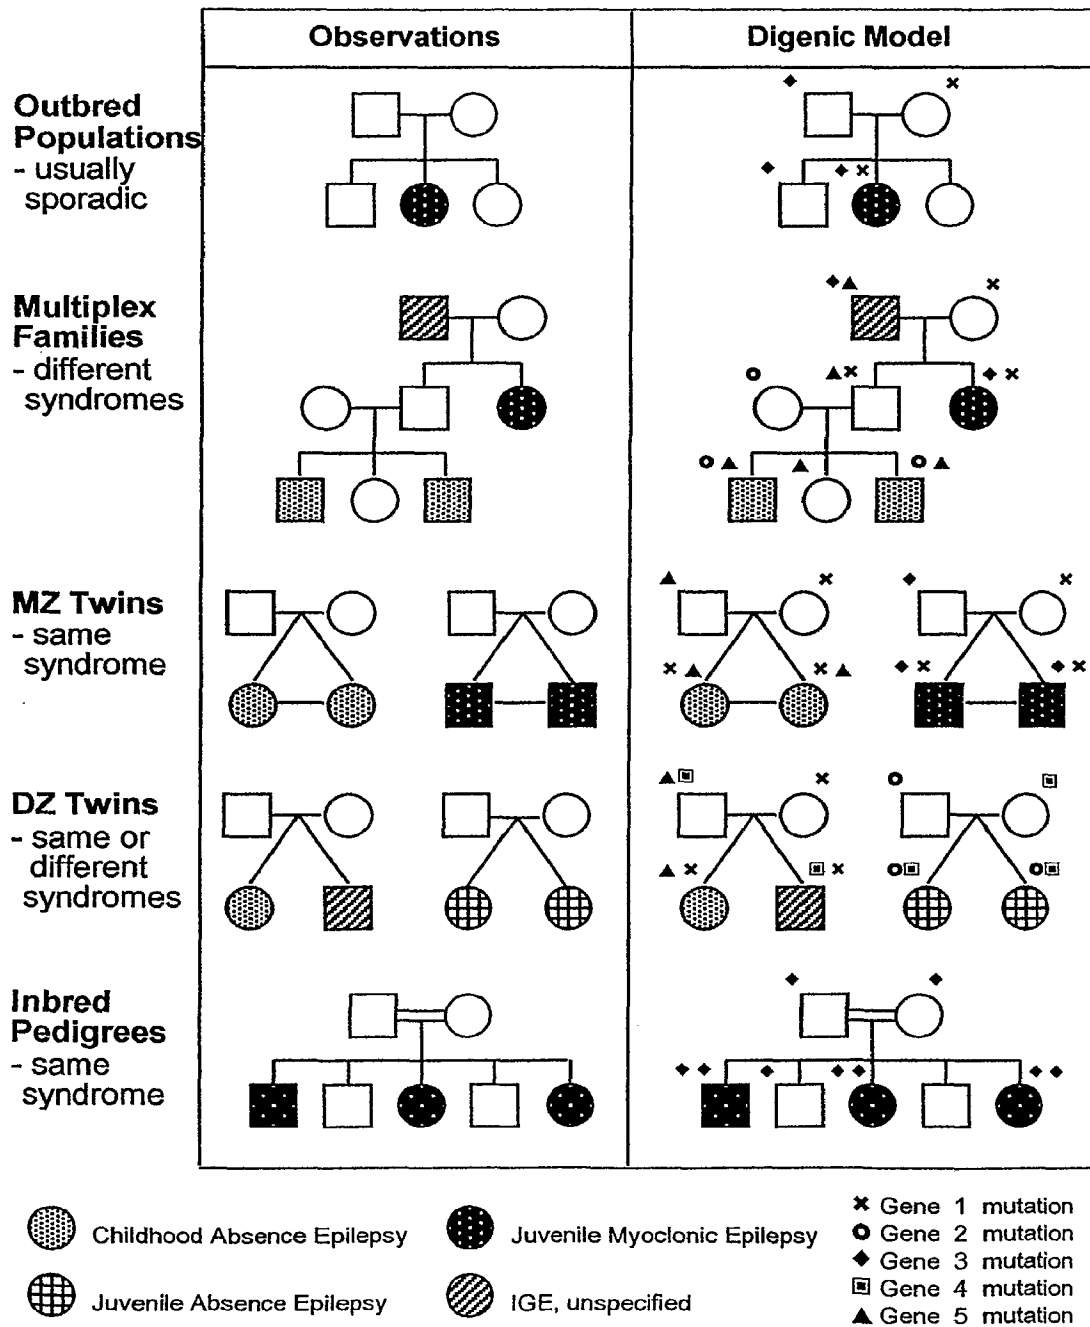 Observations
Digenic Model
Outbred
Populations
- usually
sporadic
Multiplex
Families
- different
syndromes
MZ Twins
- same
syndrome
DZ Twins
- same or
different
syndromes
Inbred
Pedigrees
- same
syndrome
Childhood Absence Epilepsy
Juvenile Myoclonic Epilepsy
Juvenile Absence Epilepsy
IGE, unspecified
Gene 1 mutation
Gene 2 mutation
Gene 3 mutation
Gene 4 mutation
Gene 5 mutation